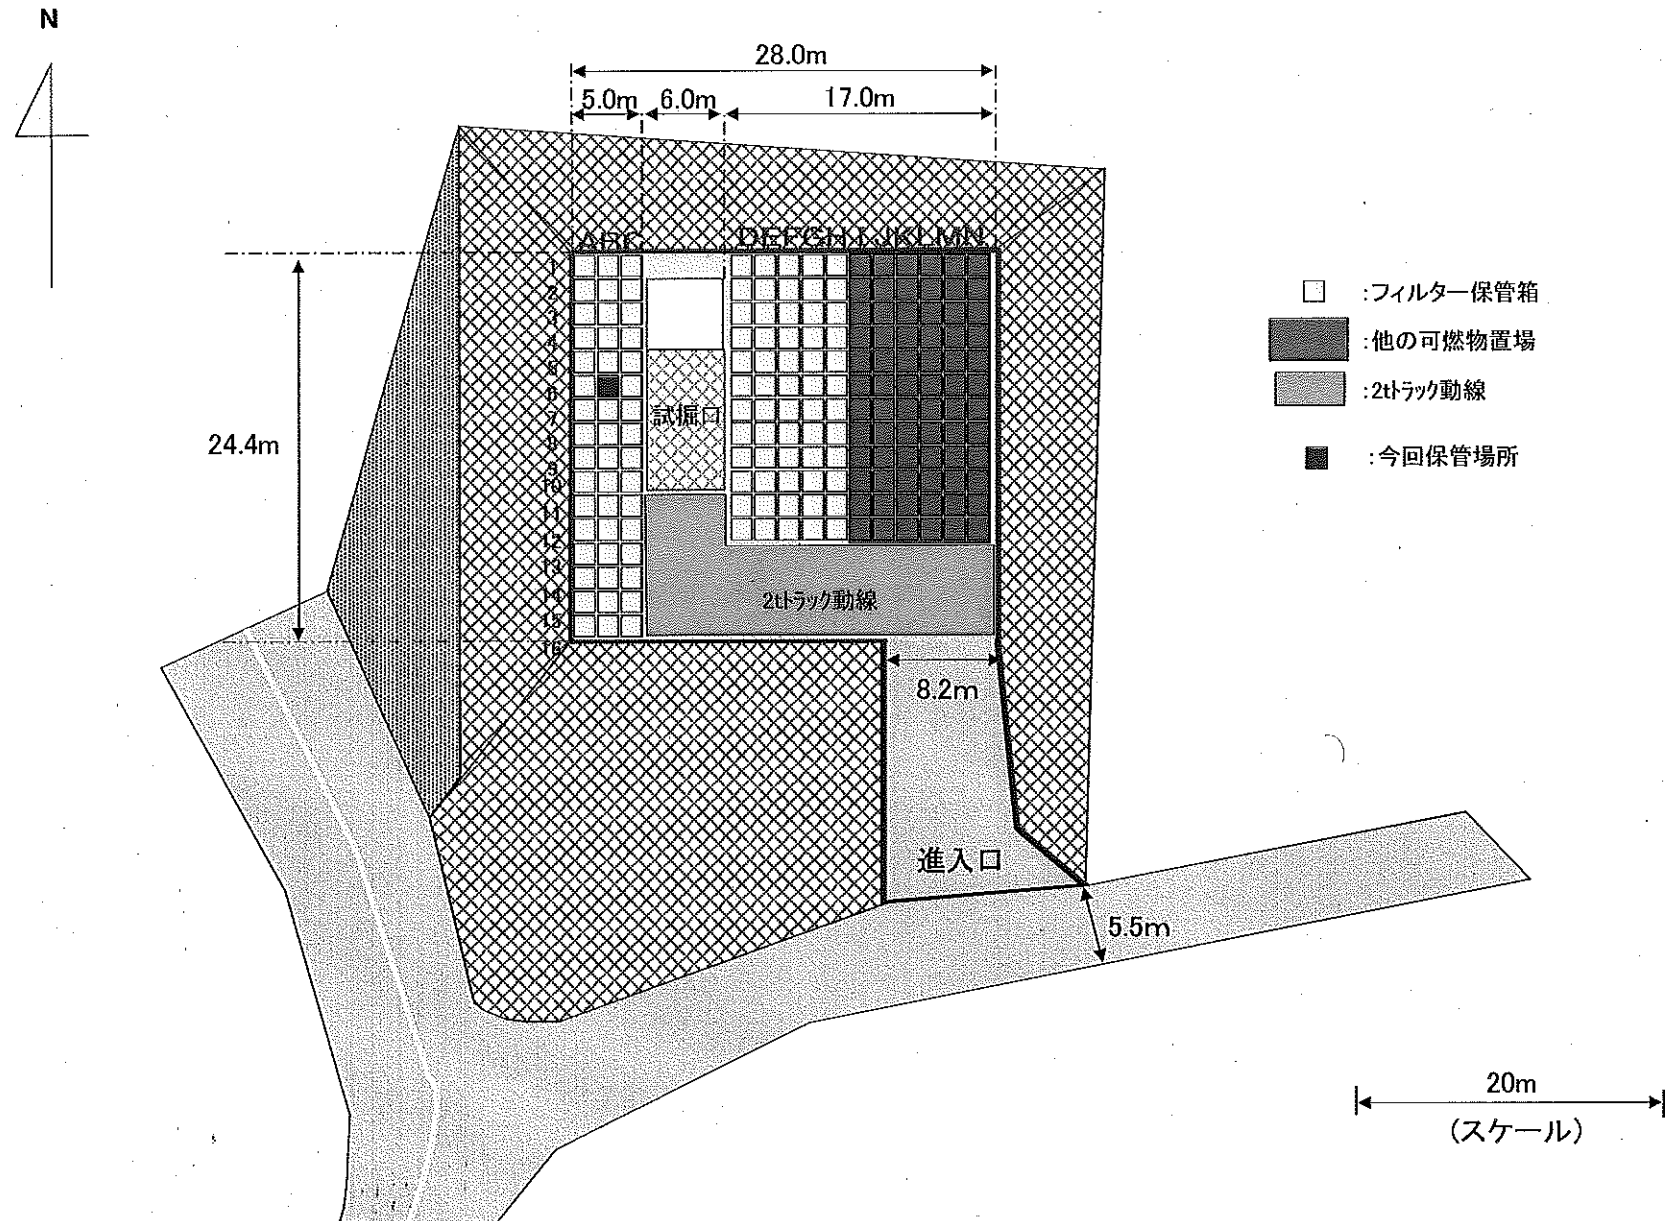 N
28.0m
5.0m 6.0m 17.0m
ABC DEFGHIJKLMN
1
2
3
4
5
6
7
8
9
10
11
12
13
14
15
16
24.4m
試掘口
2tトラック動線
8.2m
進入口
5.5m
:フィルター保管箱
:他の可燃物置場
:2tトラック動線
:今回保管場所
20m
(スケール)